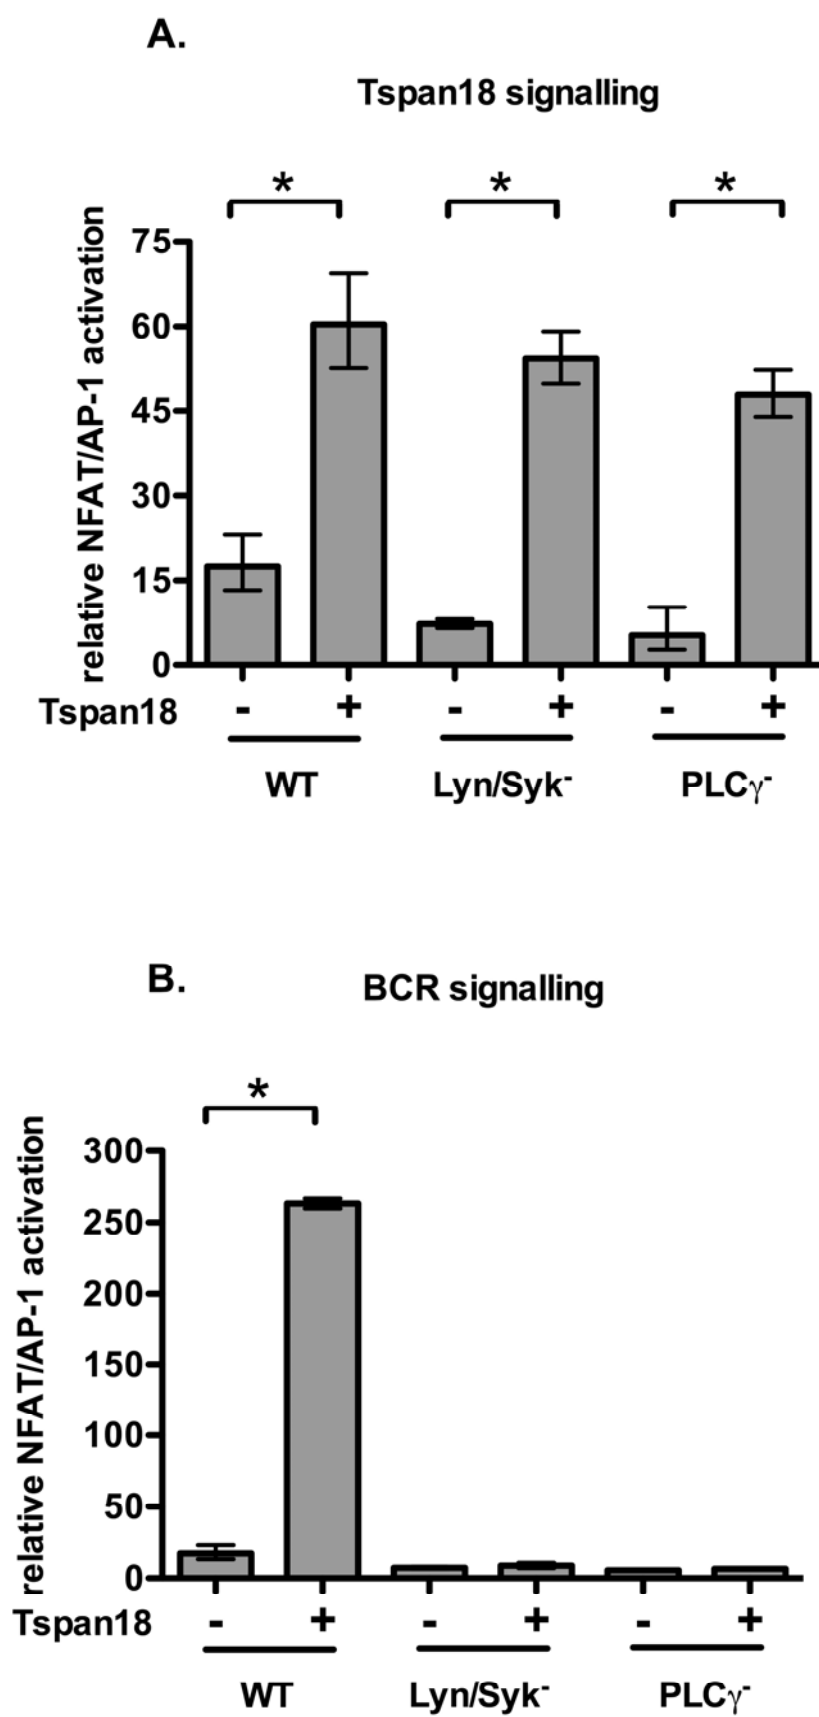 A.
Tspan18 signalling
* * *
relative NFAT/AP-1 activation
75
60
45
30
15
0
Tspan18 - + - + - +
WT Lyn/Syk⁻ PLCγ⁻
B.
BCR signalling
*
relative NFAT/AP-1 activation
300
250
200
150
100
50
0
Tspan18 - + - + - +
WT Lyn/Syk⁻ PLCγ⁻